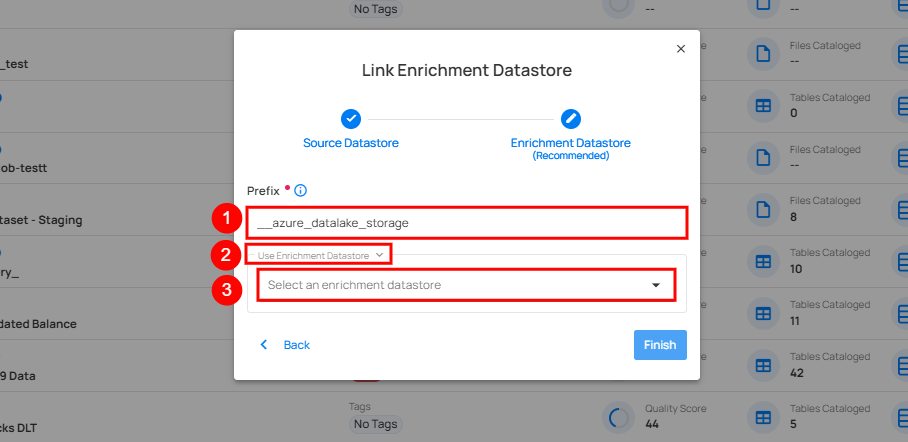 No Tags
--
--
_test
Files Cataloged
--
Tables Cataloged
0
ob-testt
Files Cataloged
--
taset - Staging
Files Cataloged
8
ry_
Tables Cataloged
10
dated Balance
Tables Cataloged
11
9 Data
Tables Cataloged
42
cks DLT
Tags
No Tags
Quality Score
44
Tables Cataloged
5
Link Enrichment Datastore
Source Datastore
Enrichment Datastore
(Recommended)
Prefix
1
__azure_datalake_storage
2
Use Enrichment Datastore
3
Select an enrichment datastore
Back
Finish